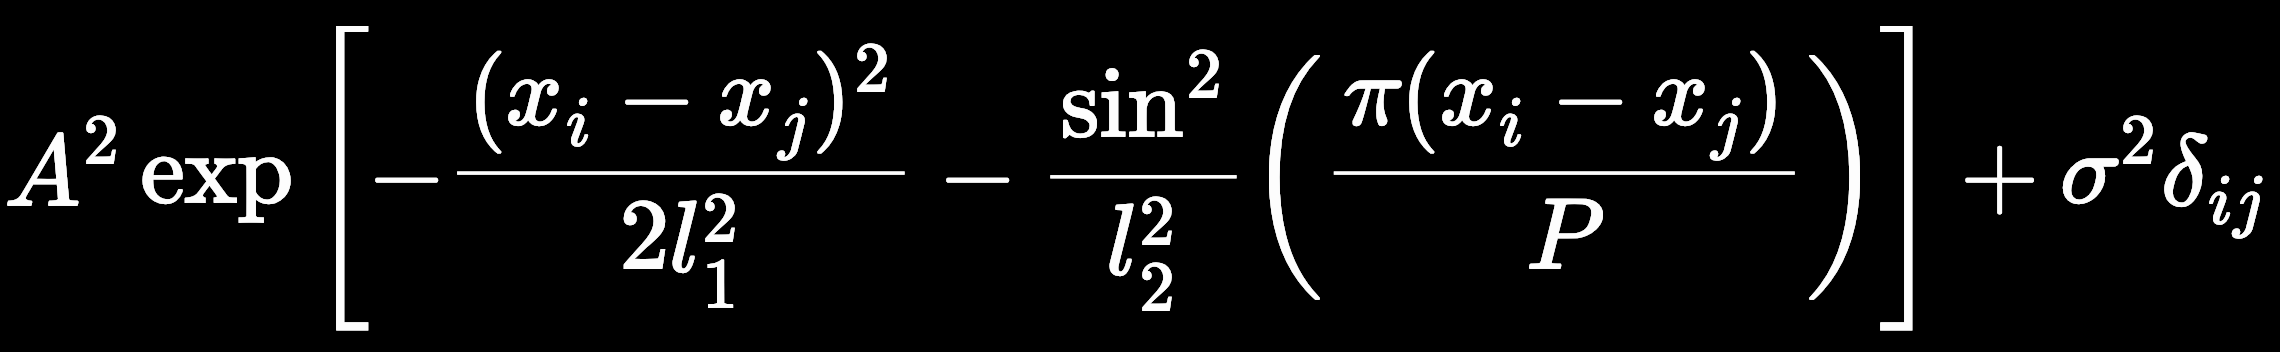 A^2 \exp \left[ -\frac{(x_i - x_j)^2}{2l_1^2} - \frac{\sin^2}{l_2^2} \left( \frac{\pi(x_i - x_j)}{P} \right) \right] + \sigma^2 \delta_{ij}